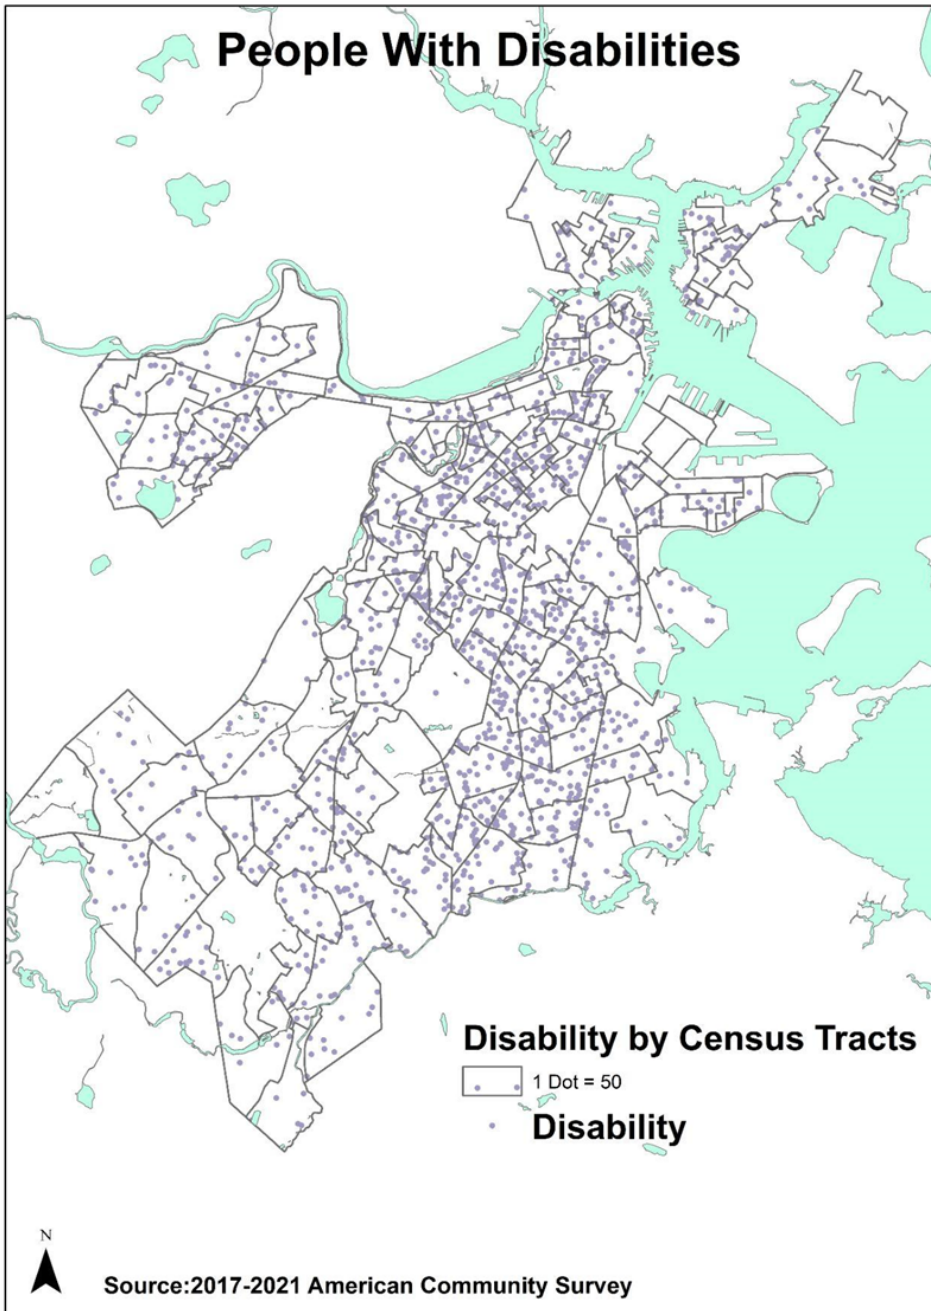 People With Disabilities
Disability by Census Tracts
1 Dot = 50
Disability
N
Source:2017-2021 American Community Survey